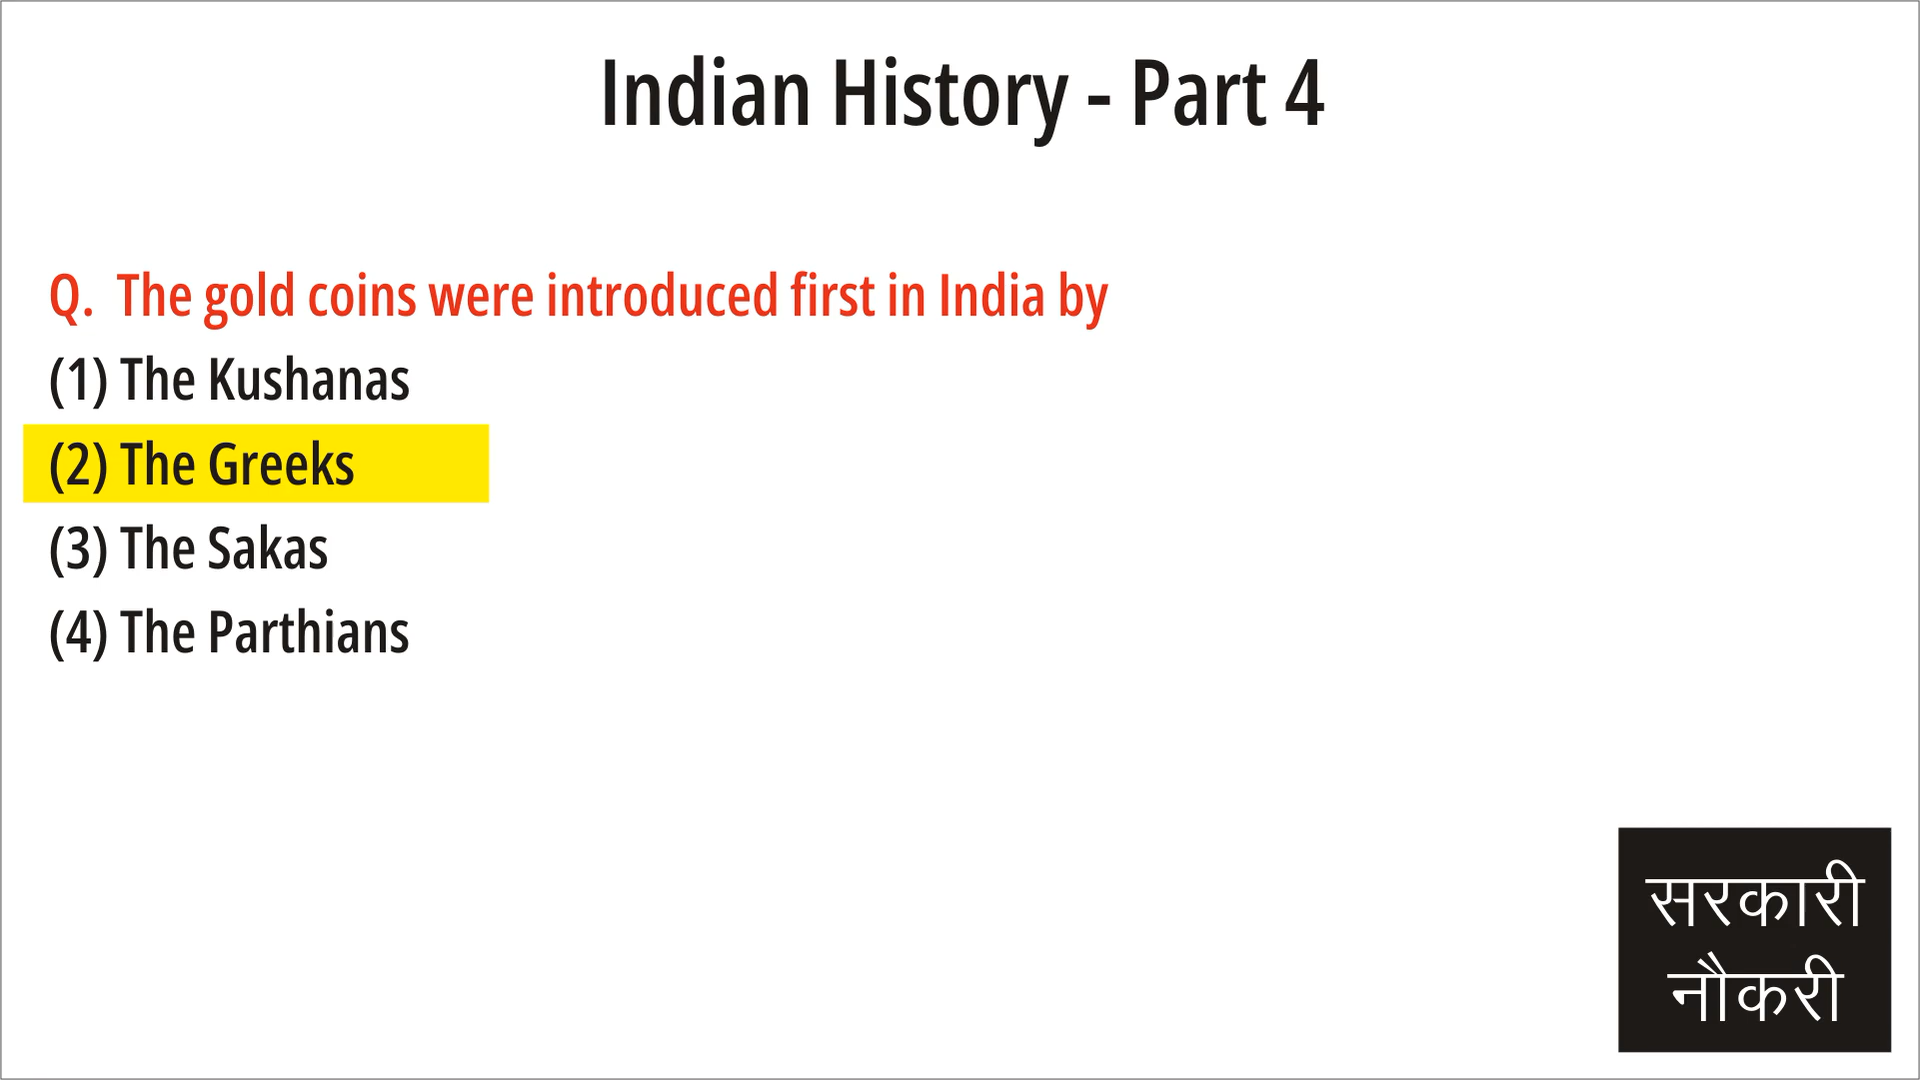 Indian History - Part 4
Q. The gold coins were introduced first in India by
(1) The Kushanas
(2) The Greeks
(3) The Sakas
(4) The Parthians
सरकारी
नौकरी